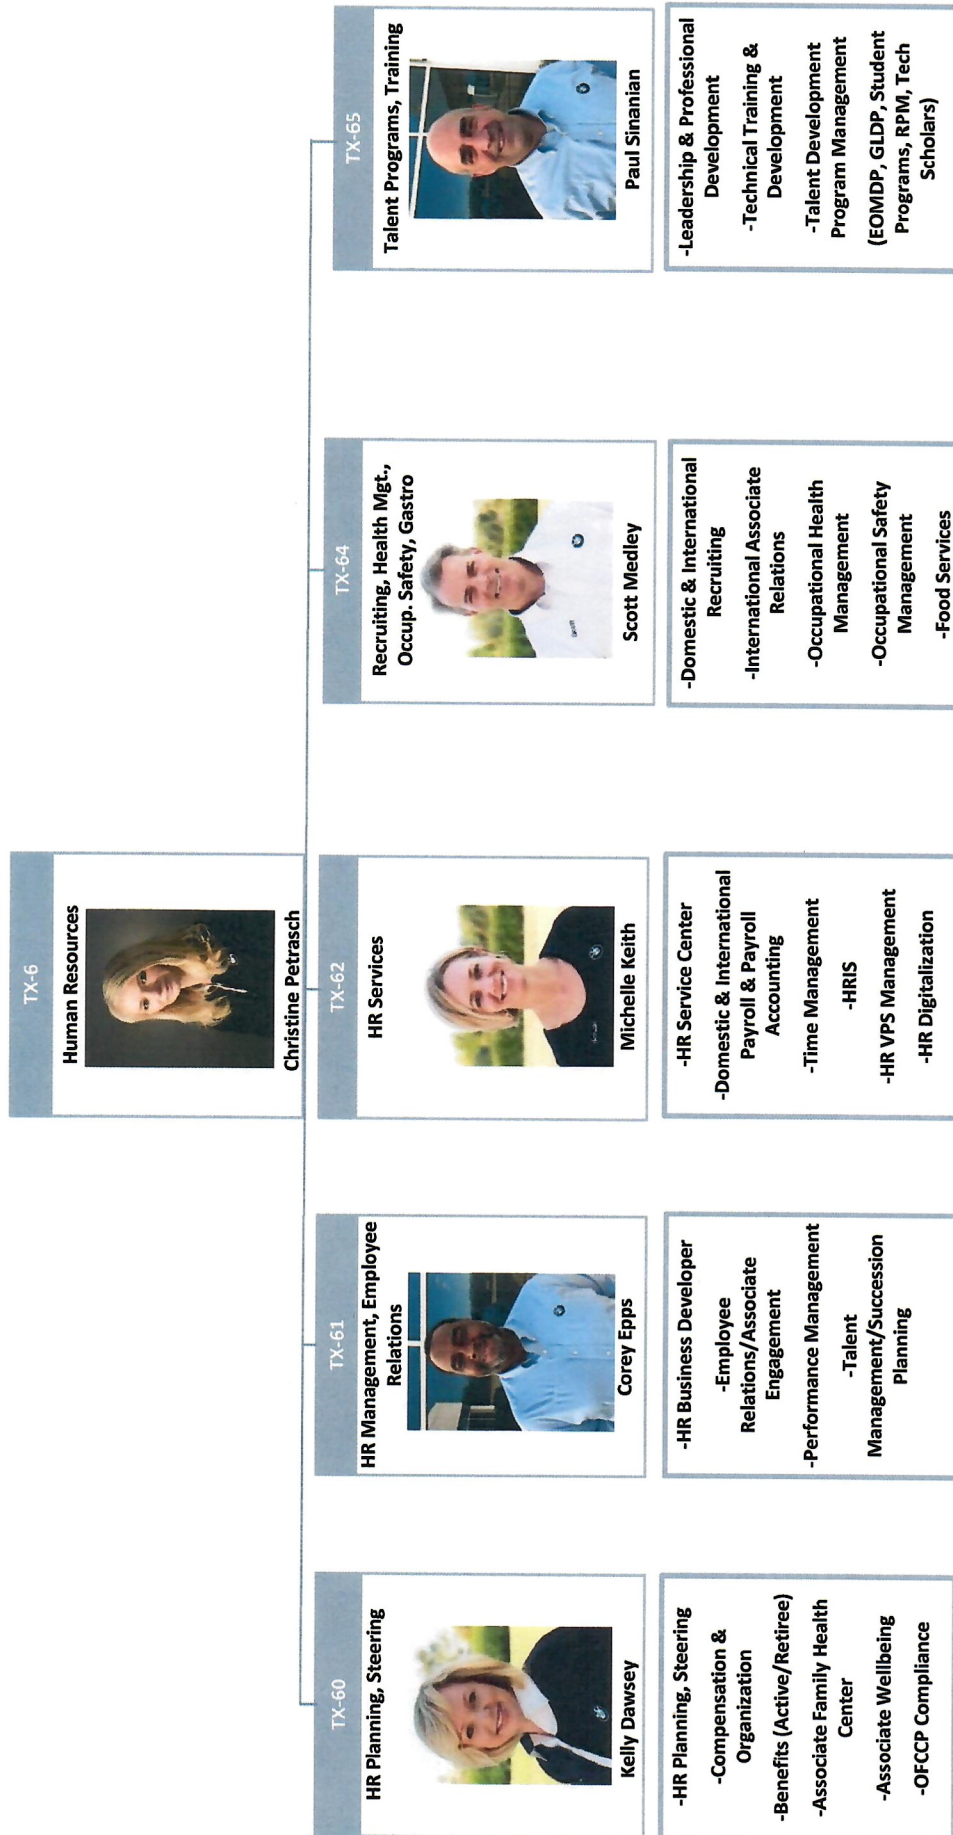 TX-6
Human Resources
Christine Petrasch
TX-60
HR Planning, Steering
Kelly Dawsey
-HR Planning, Steering
-Compensation &
Organization
-Benefits (Active/Retiree)
-Associate Family Health
Center
-Associate Wellbeing
-OFCCP Compliance
TX-61
HR Management, Employee
Relations
Corey Epps
-HR Business Developer
-Employee
Relations/Associate
Engagement
-Performance Management
-Talent
Management/Succession
Planning
TX-62
HR Services
Michelle Keith
-HR Service Center
-Domestic & International
Payroll & Payroll
Accounting
-Time Management
-HRIS
-HR VPS Management
-HR Digitalization
TX-64
Recruiting, Health Mgt.,
Occup. Safety, Gastro
Scott Medley
-Domestic & International
Recruiting
-International Associate
Relations
-Occupational Health
Management
-Occupational Safety
Management
-Food Services
TX-65
Talent Programs, Training
Paul Sinanian
-Leadership & Professional
Development
-Technical Training &
Development
-Talent Development
Program Management
(EOMDP, GLDP, Student
Programs, RPM, Tech
Scholars)